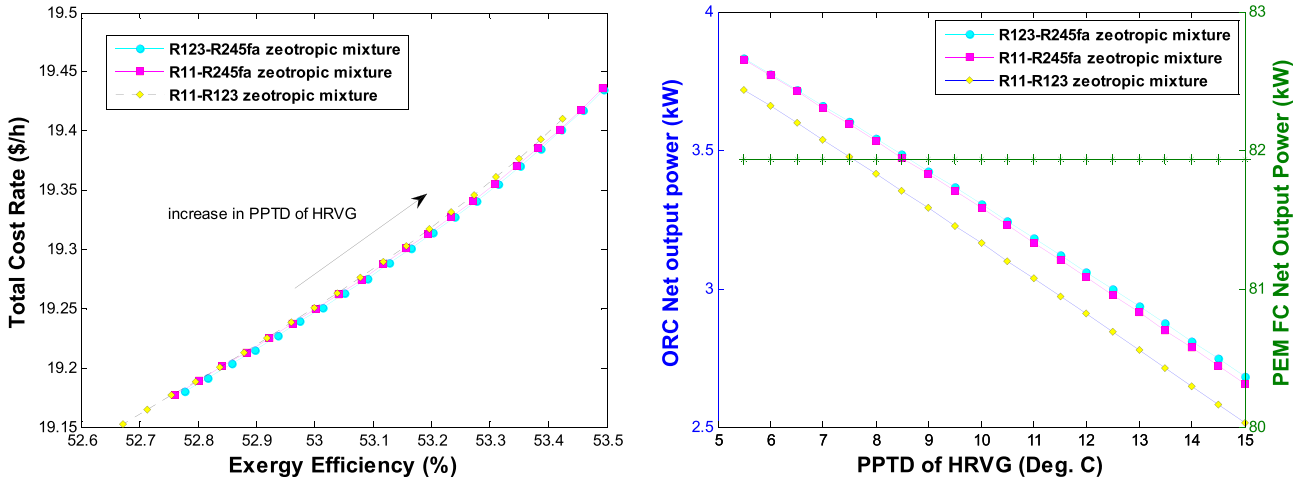 19.5
19.45
19.4
19.35
19.3
19.25
19.2
19.15
52.6 52.7 52.8 52.9 53 53.1 53.2 53.3 53.4 53.5
Total Cost Rate ($/h)
Exergy Efficiency (%)
R123-R245fa zeotropic mixture
R11-R245fa zeotropic mixture
R11-R123 zeotropic mixture
increase in PPTD of HRVG
4
3.5
3
2.5
5 6 7 8 9 10 11 12 13 14 15
83
82
81
80
ORC Net output power (kW)
PEM FC Net Output Power (kW)
PPTD of HRVG (Deg. C)
R123-R245fa zeotropic mixture
R11-R245fa zeotropic mixture
R11-R123 zeotropic mixture